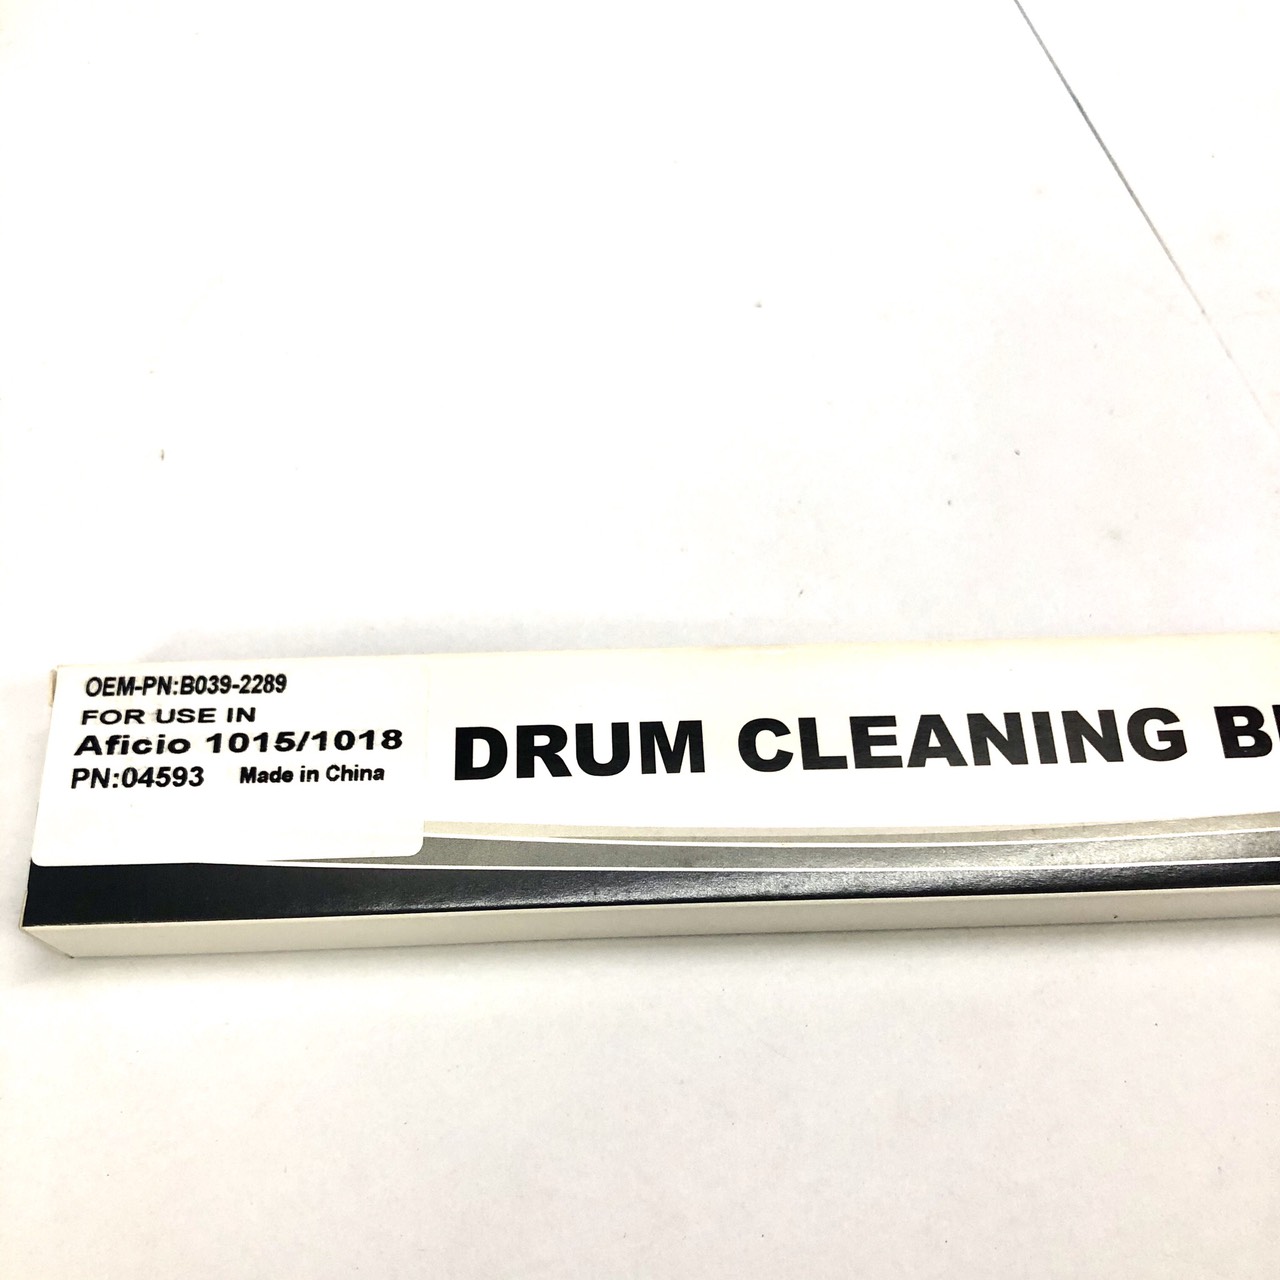 OEM-PN:B039-2289
FOR USE IN
Aficio 1015/1018
PN:04593 Made in China
DRUM CLEANING